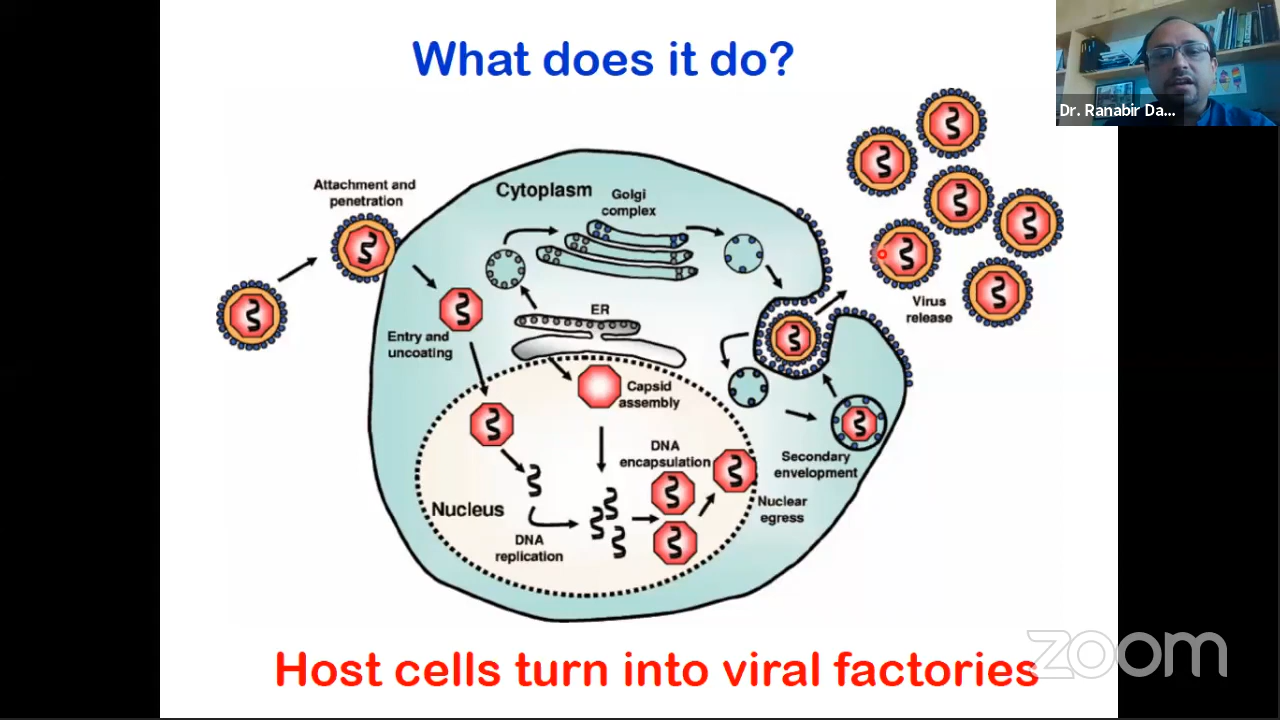 What does it do?
Dr. Ranabir Da...
Attachment and
penetration
Cytoplasm
Golgi
complex
ER
Entry and
uncoating
Capsid
assembly
Virus
release
DNA
encapsulation
Secondary
envelopment
Nucleus
Nuclear
egress
DNA
replication
Host cells turn into viral factories
zoom